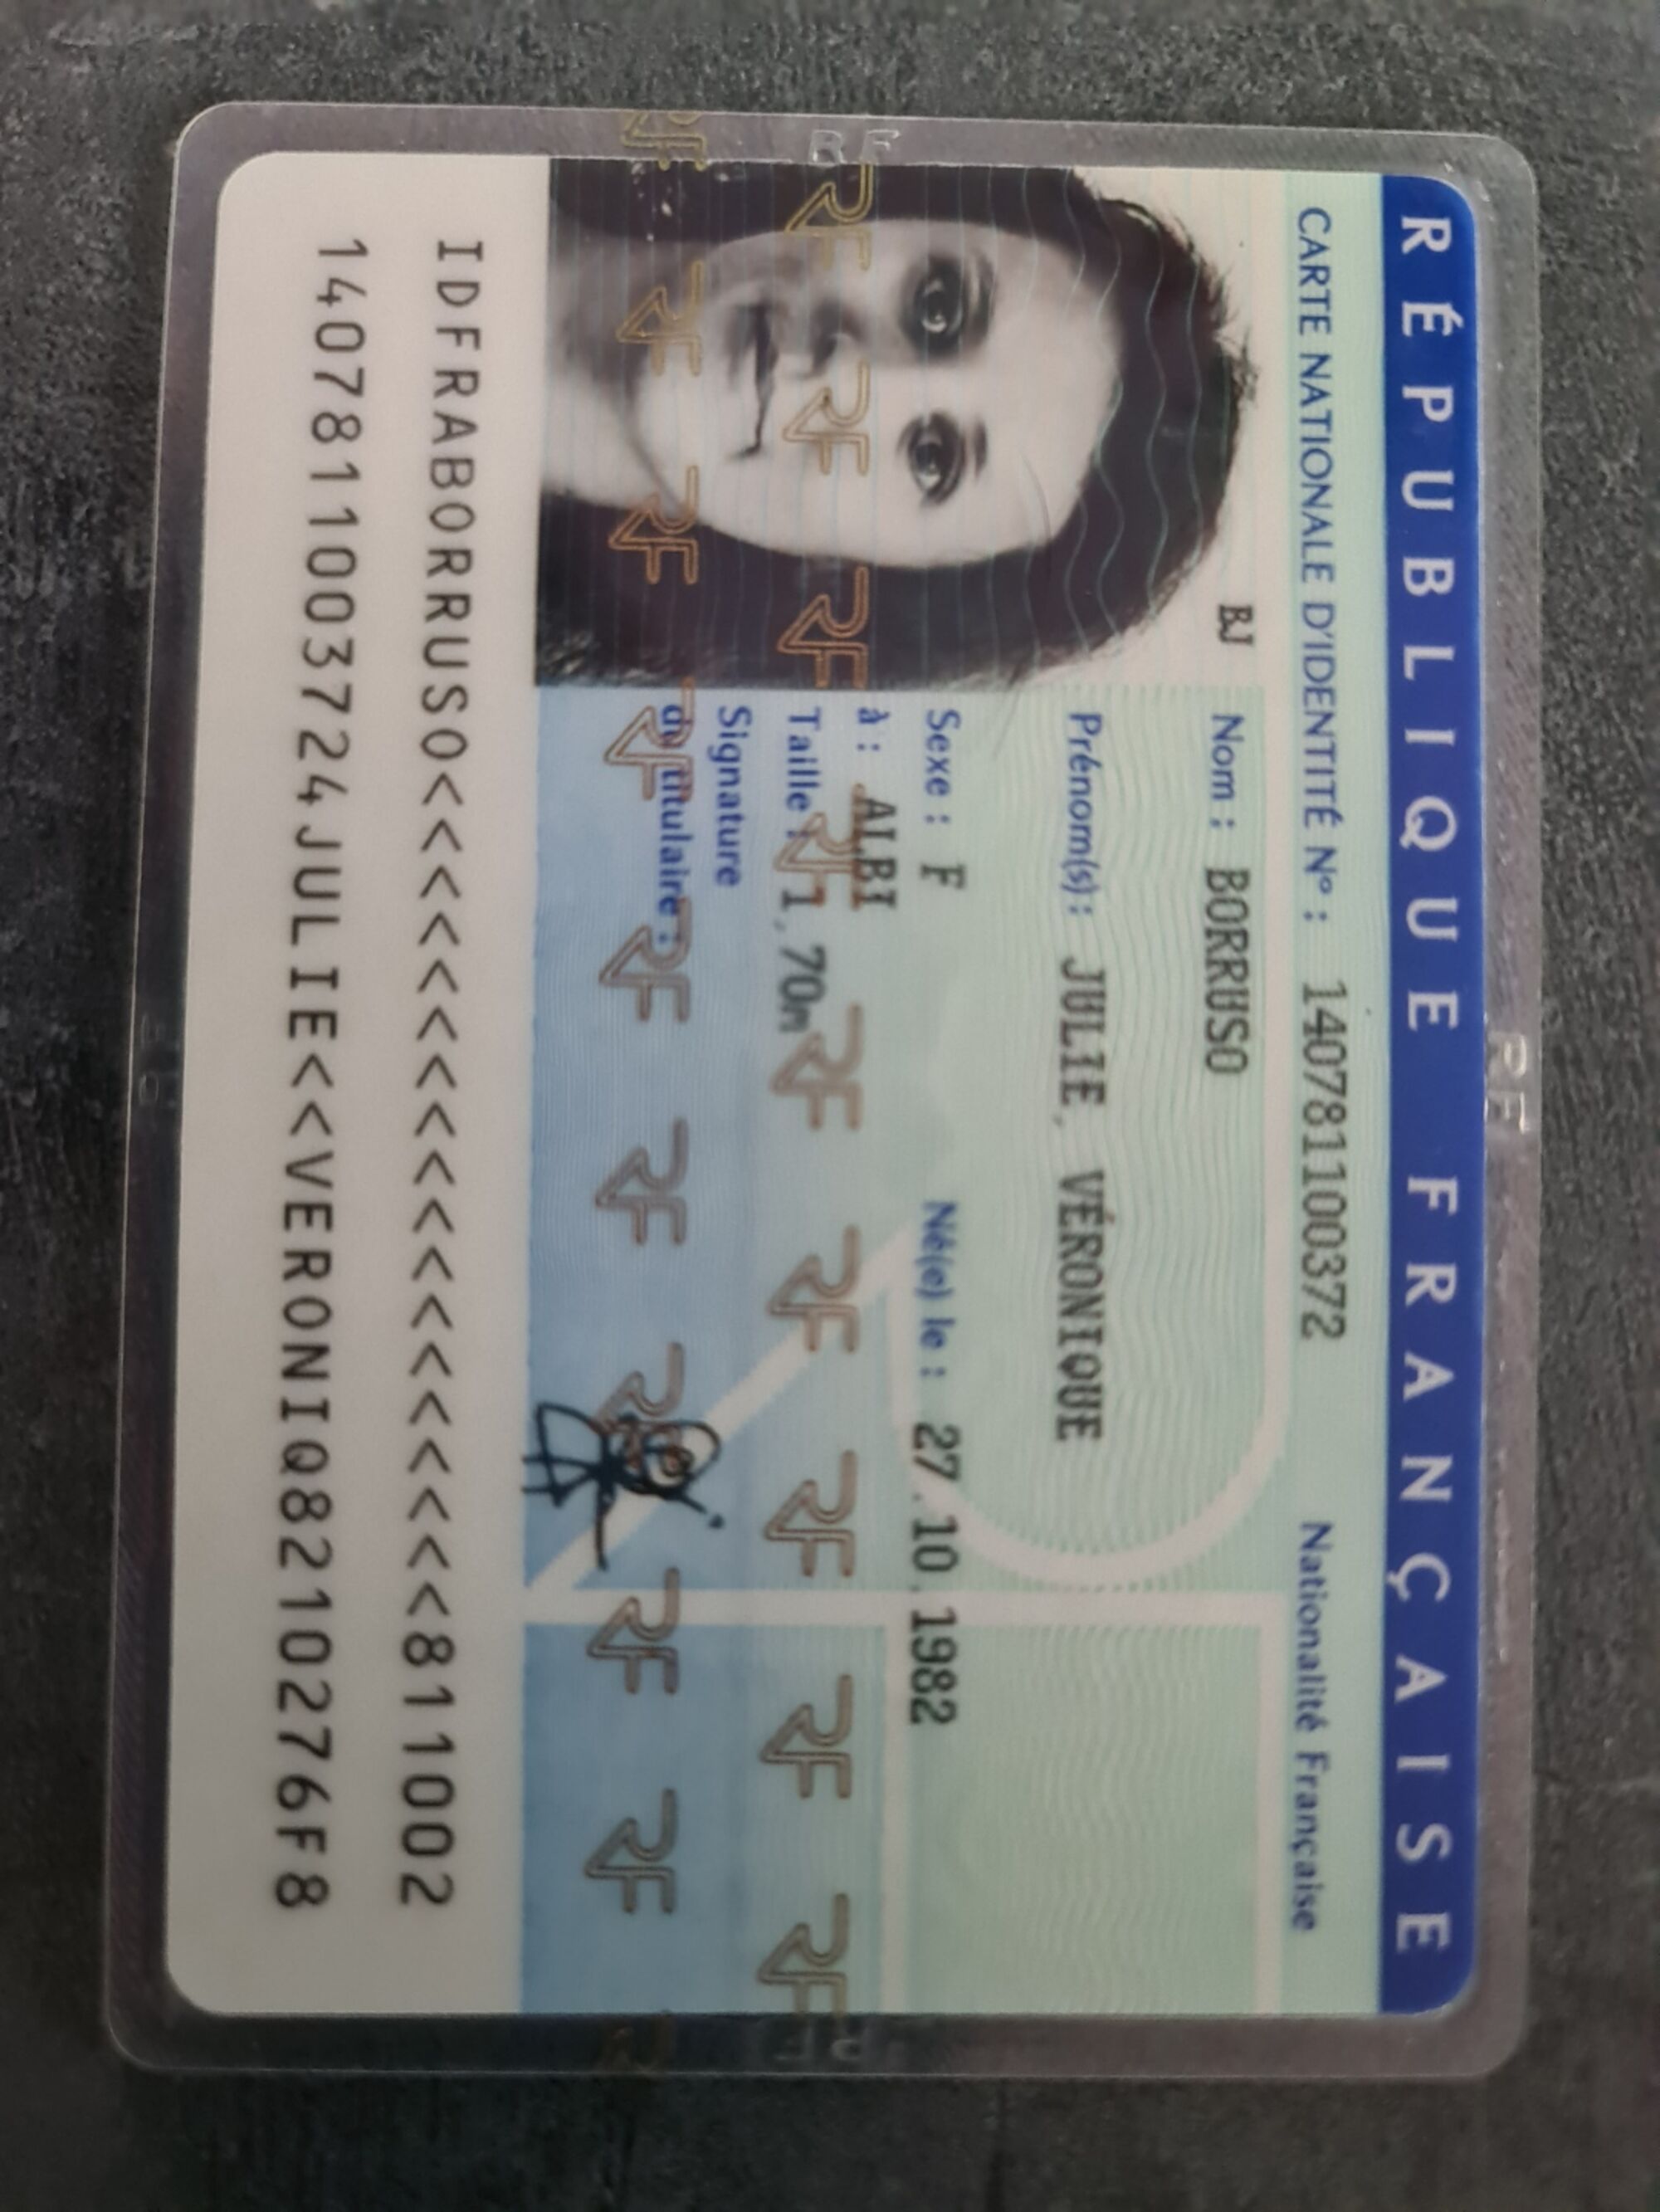 RÉPUBLIQUE FRANÇAISE
CARTE NATIONALE D'IDENTITÉ N° : 140781100372 Nationalité Française
BJ
Nom : BORRUSO
Prénom(s) : JULIE, VÉRONIQUE
Sexe : F Né(e) le : 27.10.1982
à : ALBI
Taille : 1,70m
Signature
du titulaire :
IDFRABORRUSO<<<<<<<<<<<<<<<<<<811002
1407811003724JULIE<<VERONIQ8210276F8